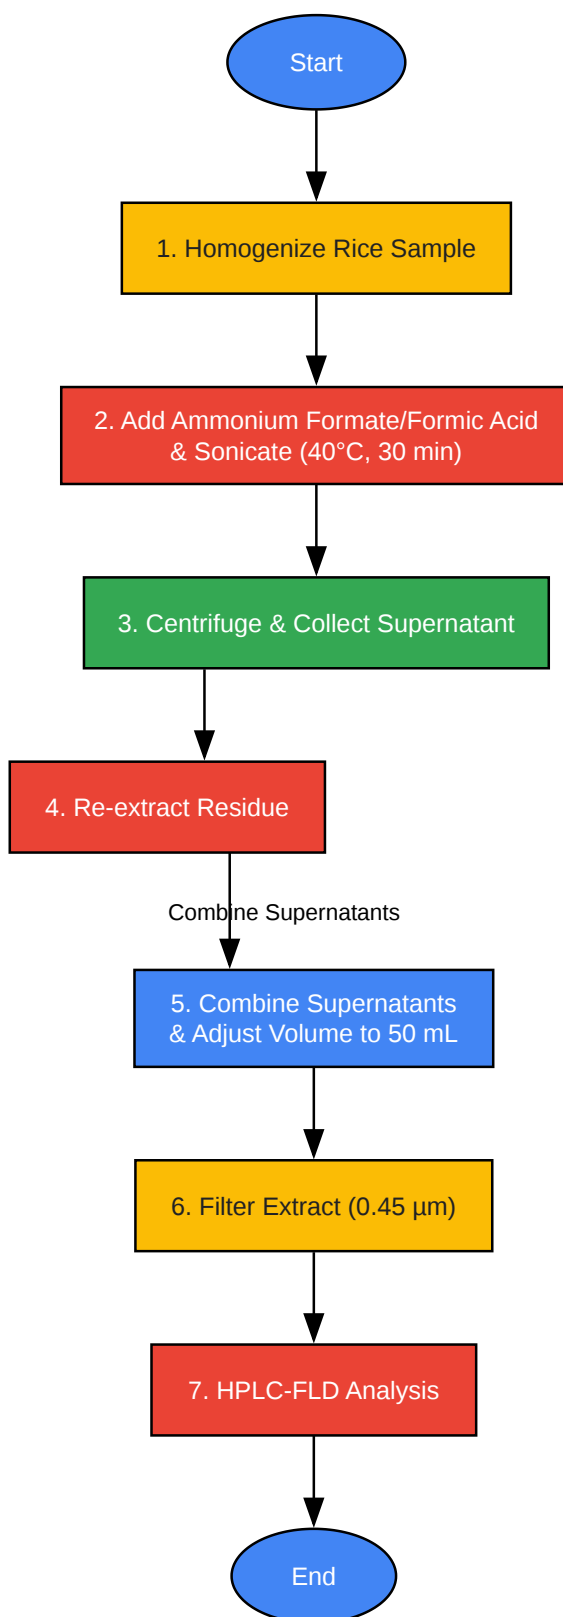 Start
1. Homogenize Rice Sample
2. Add Ammonium Formate/Formic Acid
& Sonicate (40°C, 30 min)
3. Centrifuge & Collect Supernatant
4. Re-extract Residue
Combine Supernatants
5. Combine Supernatants
& Adjust Volume to 50 mL
6. Filter Extract (0.45 µm)
7. HPLC-FLD Analysis
End